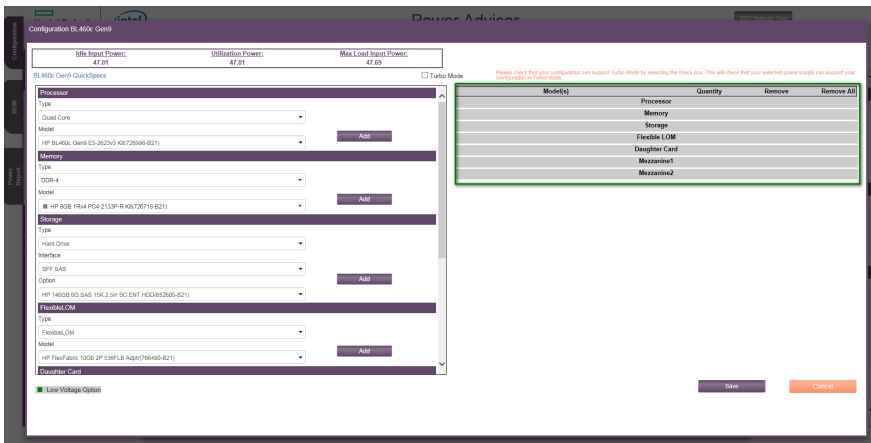 Configuration
BOM
Power
Report
(intel)
Power Advisor
Configuration BL460c Gen9
Idle Input Power: Utilization Power: Max Load Input Power:
47.01 47.01 47.69
BL460c Gen9 QuickSpecs
Turbo Mode
Please check that your configuration can support Turbo Mode by selecting the check box. This will check that your selected power supply can support your
configuration in Turbo Mode
Processor
Type
Quad Core
Model
HP BL460c Gen9 E5-2623v3 Kit(726996-B21)
Add
Memory
Type
DDR-4
Model
HP 8GB 1Rx4 PC4-2133P-R Kit(726718-B21)
Add
Storage
Type
Hard Drive
Interface
SFF SAS
Option
Add
HP 146GB 6G SAS 15K 2.5in SC ENT HDD(652605-B21)
FlexibleLOM
Type
FlexibleLOM
Model
Add
HP FlexFabric 10Gb 2P 536FLB Adptr(766490-B21)
Daughter Card
Low Voltage Option
Model(s) Quantity Remove Remove All
Processor
Memory
Storage
Flexible LOM
Daughter Card
Mezzanine1
Mezzanine2
Save
Cancel